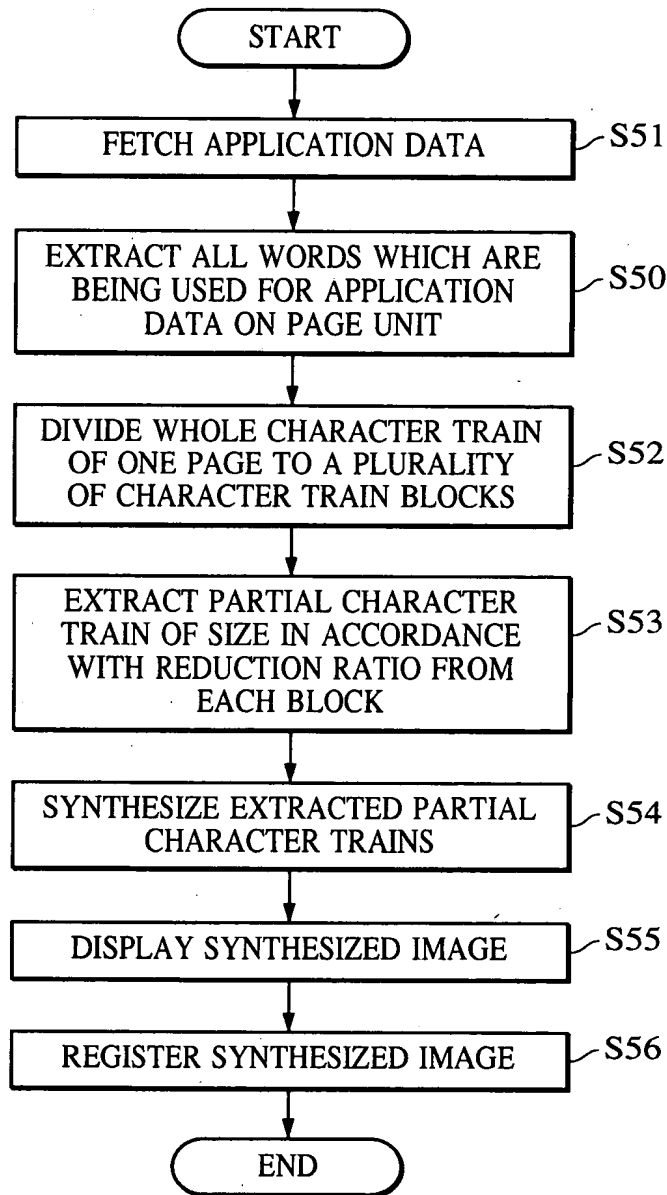 START
FETCH APPLICATION DATA
S51
EXTRACT ALL WORDS WHICH ARE
BEING USED FOR APPLICATION
DATA ON PAGE UNIT
S50
DIVIDE WHOLE CHARACTER TRAIN
OF ONE PAGE TO A PLURALITY
OF CHARACTER TRAIN BLOCKS
S52
EXTRACT PARTIAL CHARACTER
TRAIN OF SIZE IN ACCORDANCE
WITH REDUCTION RATIO FROM
EACH BLOCK
S53
SYNTHESIZE EXTRACTED PARTIAL
CHARACTER TRAINS
S54
DISPLAY SYNTHESIZED IMAGE
S55
REGISTER SYNTHESIZED IMAGE
S56
END